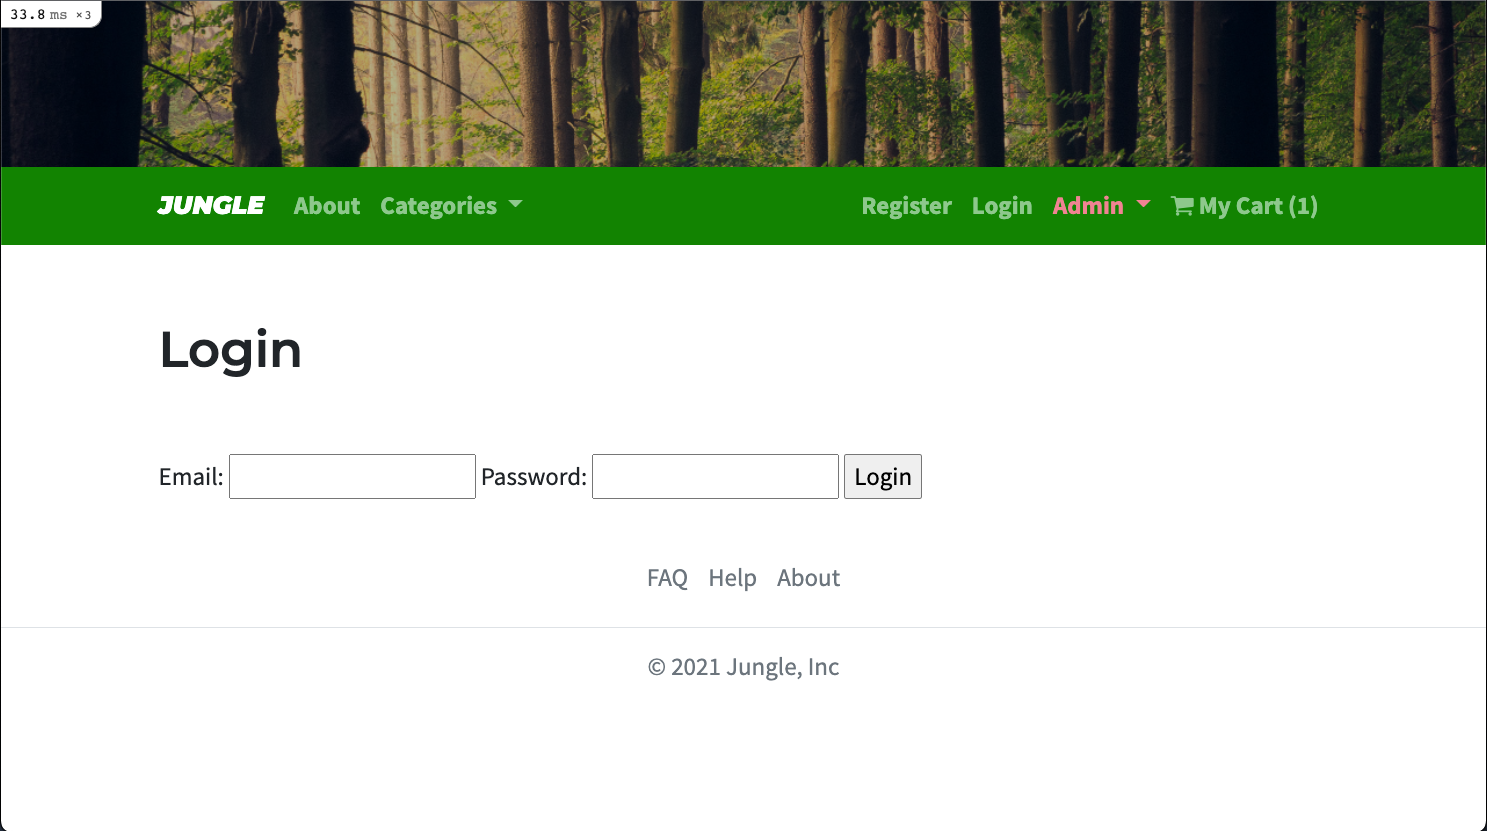 33.8 ms ×3
JUNGLE About Categories Register Login Admin My Cart (1)
Login
Email: Password: Login
FAQ Help About
© 2021 Jungle, Inc